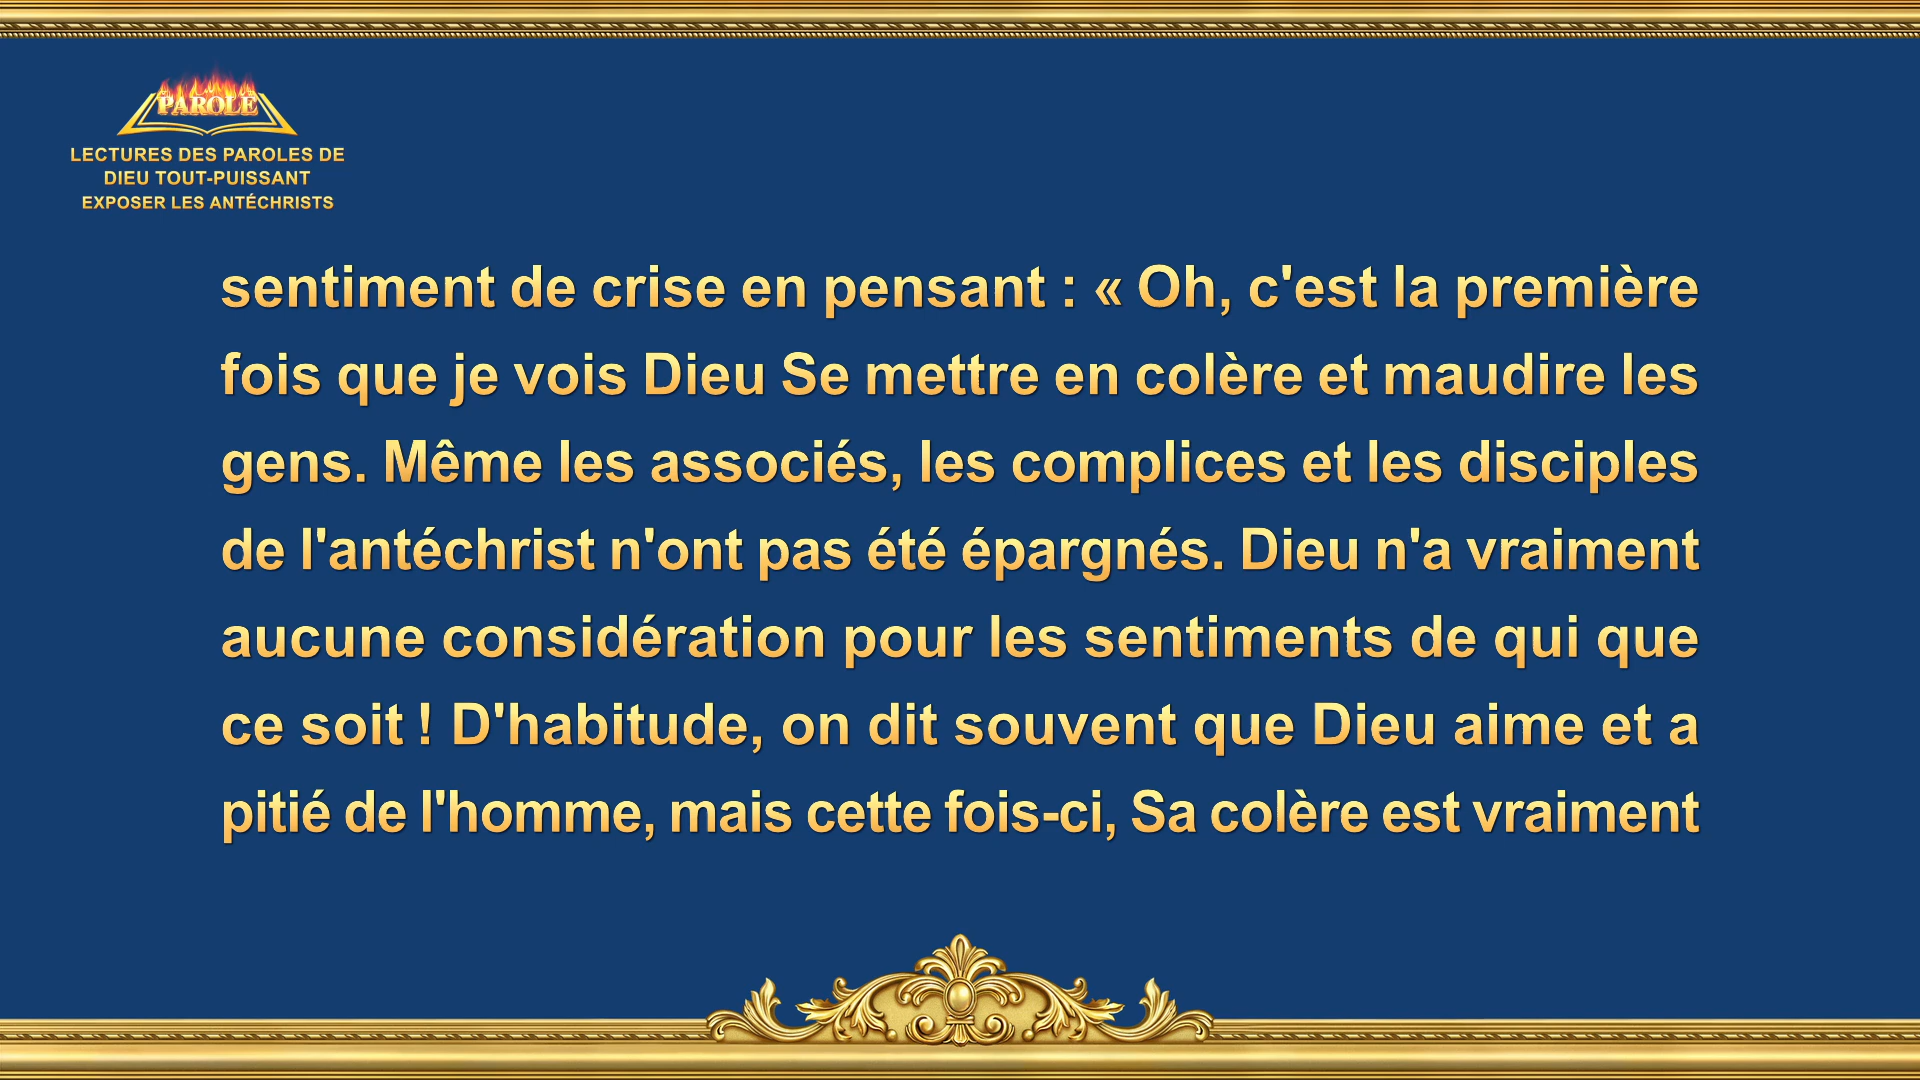 PAROLE
LECTURES DES PAROLES DE
DIEU TOUT-PUISSANT
EXPOSER LES ANTÉCHRISTS
sentiment de crise en pensant : « Oh, c'est la première
fois que je vois Dieu Se mettre en colère et maudire les
gens. Même les associés, les complices et les disciples
de l'antéchrist n'ont pas été épargnés. Dieu n'a vraiment
aucune considération pour les sentiments de qui que
ce soit ! D'habitude, on dit souvent que Dieu aime et a
pitié de l'homme, mais cette fois-ci, Sa colère est vraiment